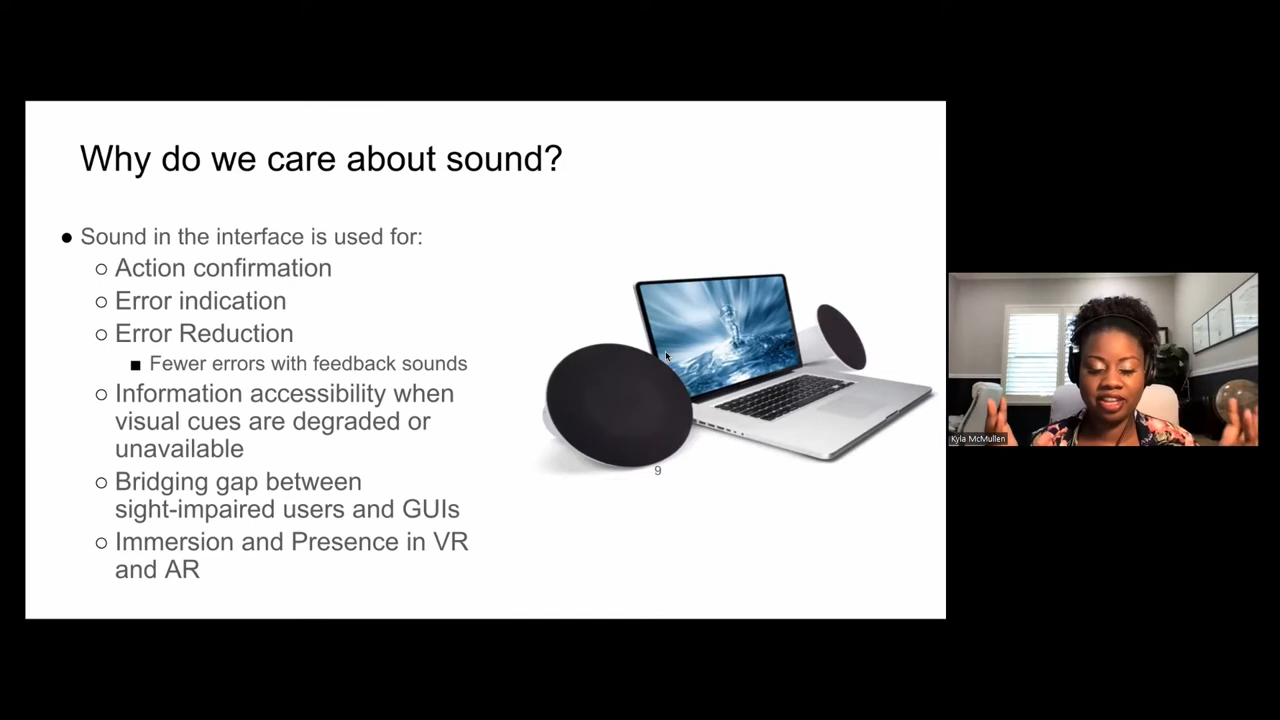 Why do we care about sound?
● Sound in the interface is used for:
○ Action confirmation
○ Error indication
○ Error Reduction
■ Fewer errors with feedback sounds
○ Information accessibility when
visual cues are degraded or
unavailable
○ Bridging gap between
sight-impaired users and GUIs
○ Immersion and Presence in VR
and AR
9
Kyla McMullen